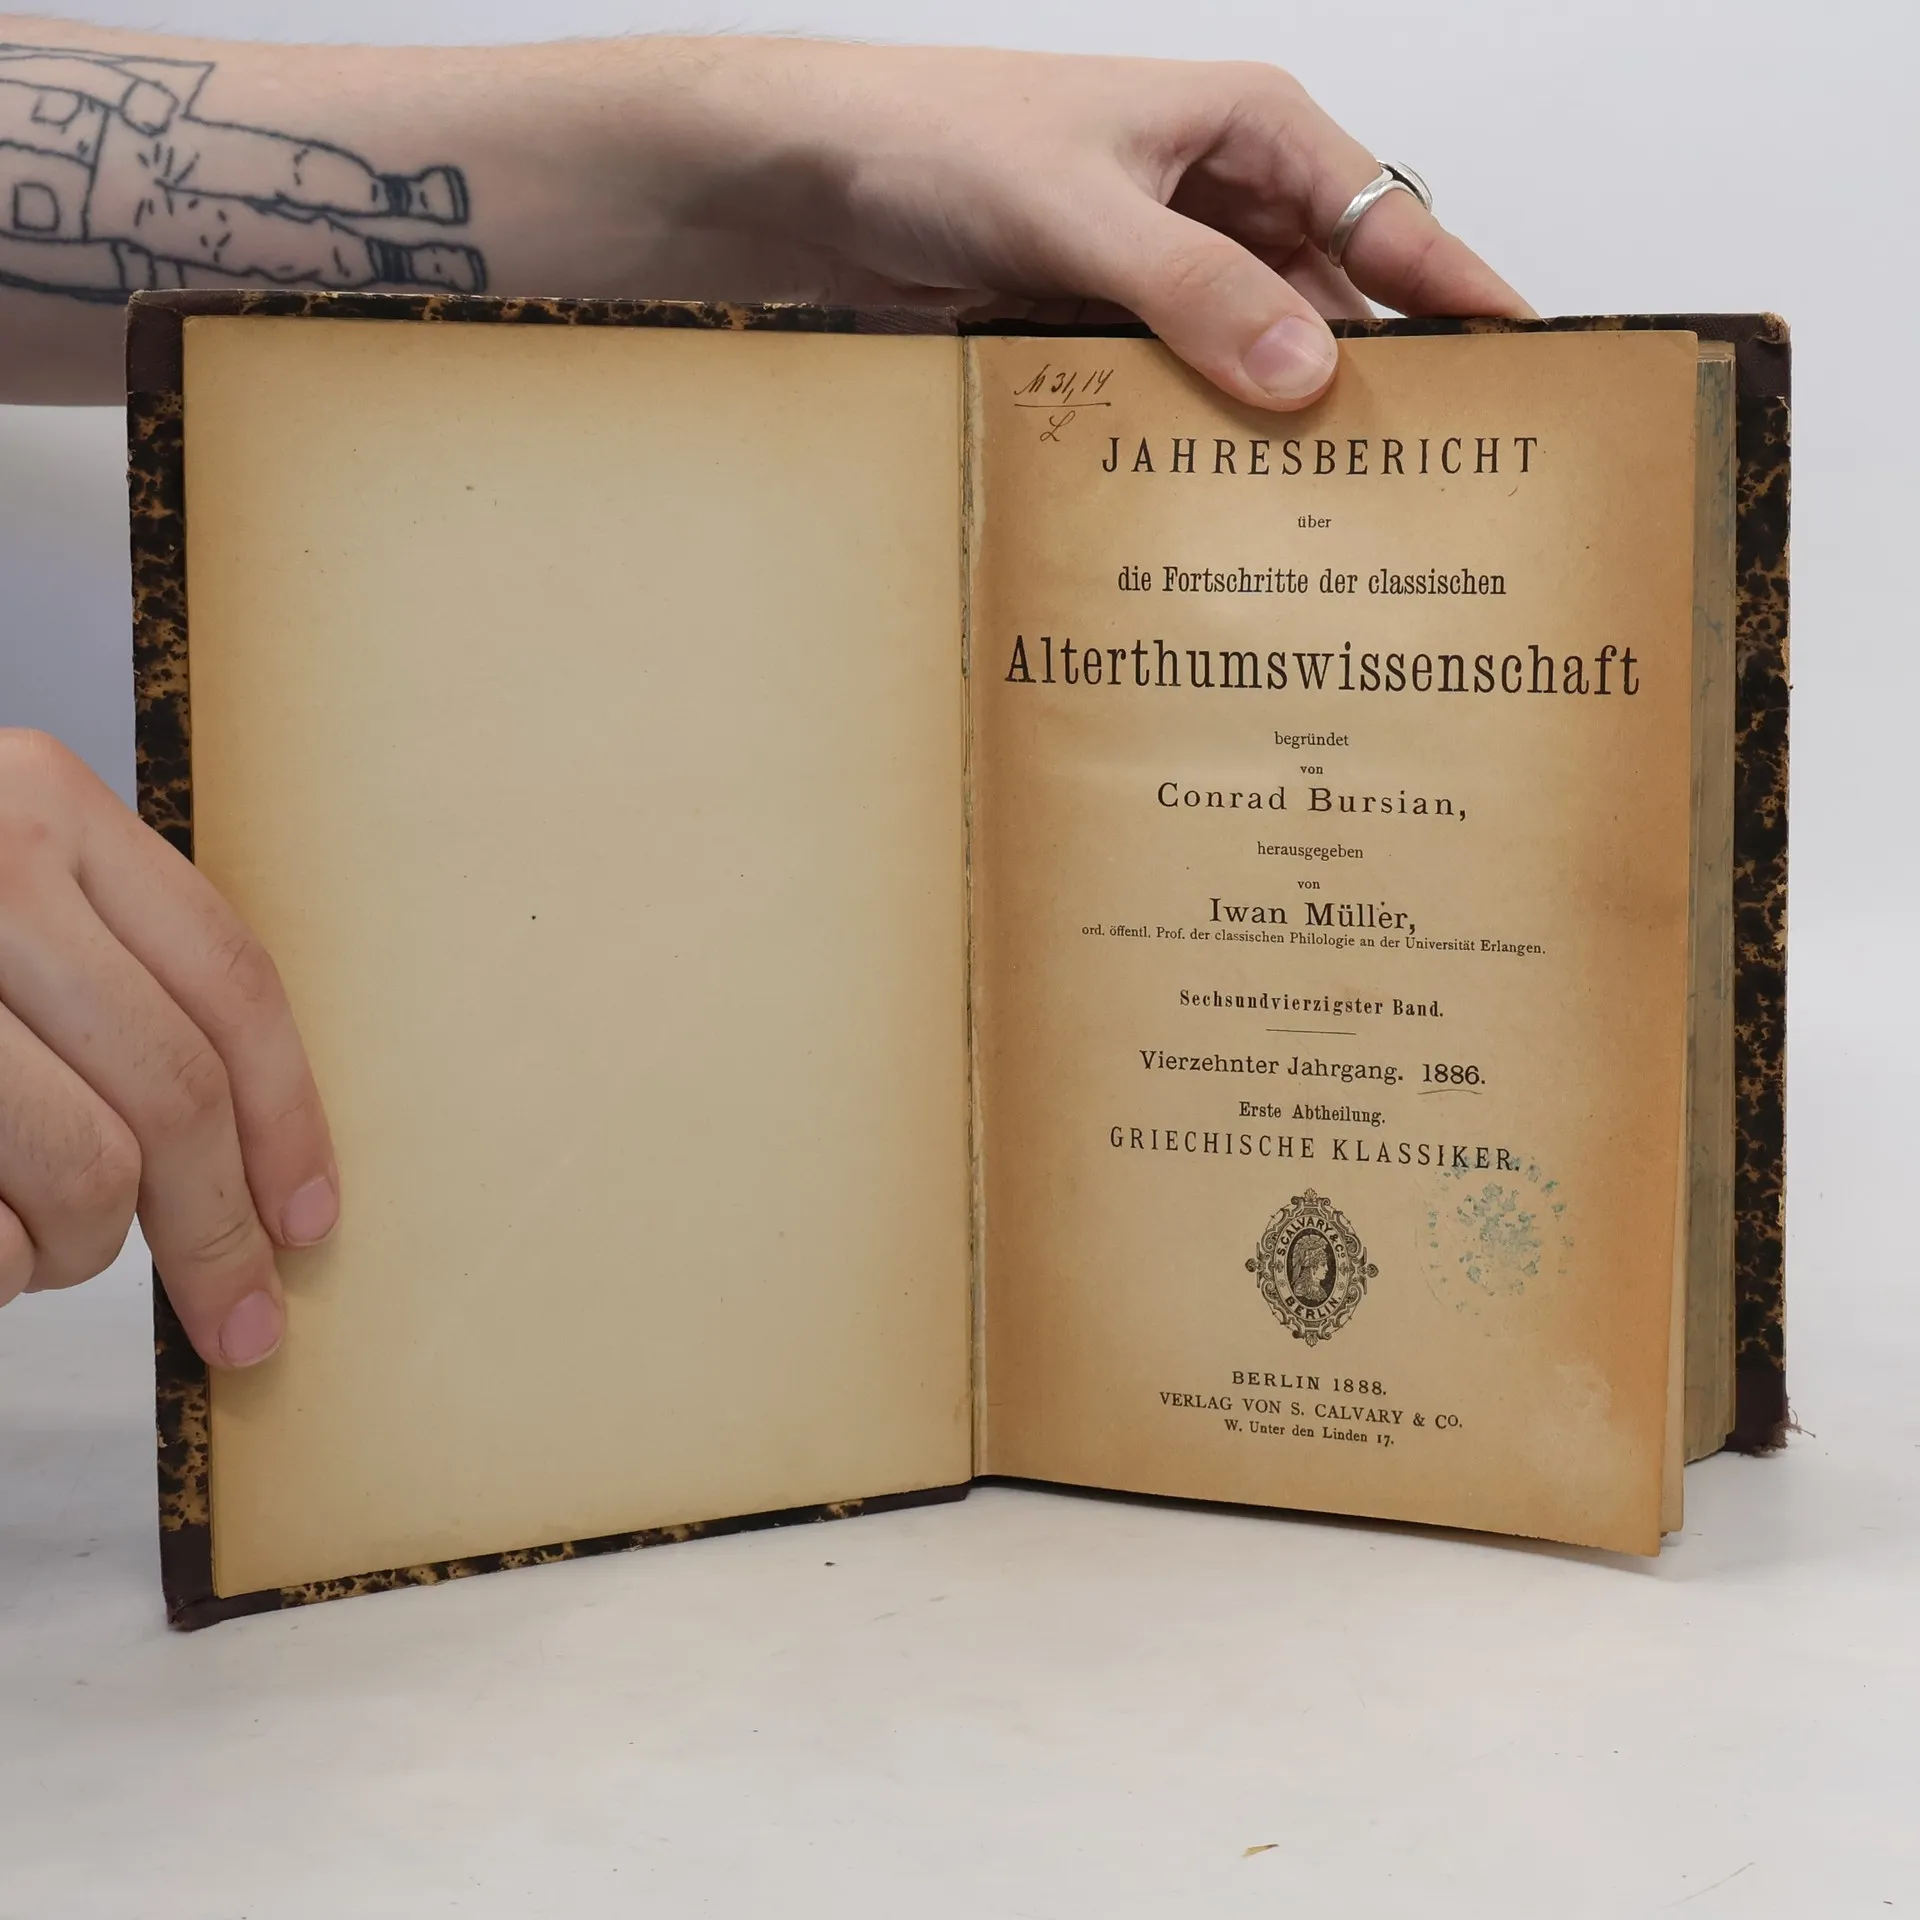 31, 14
L
JAHRESBERICHT
über
die Fortschritte der classischen
Alterthumswissenschaft
begründet
von
Conrad Bursian,
herausgegeben
von
Iwan Müller,
ord. öffentl. Prof. der classischen Philologie an der Universität Erlangen.
Sechsundvierzigster Band.
Vierzehnter Jahrgang. 1886.
Erste Abtheilung.
GRIECHISCHE KLASSIKER.
S. CALVARY & Co
BERLIN.
BERLIN 1888.
VERLAG VON S. CALVARY & CO.
W. Unter den Linden 17.